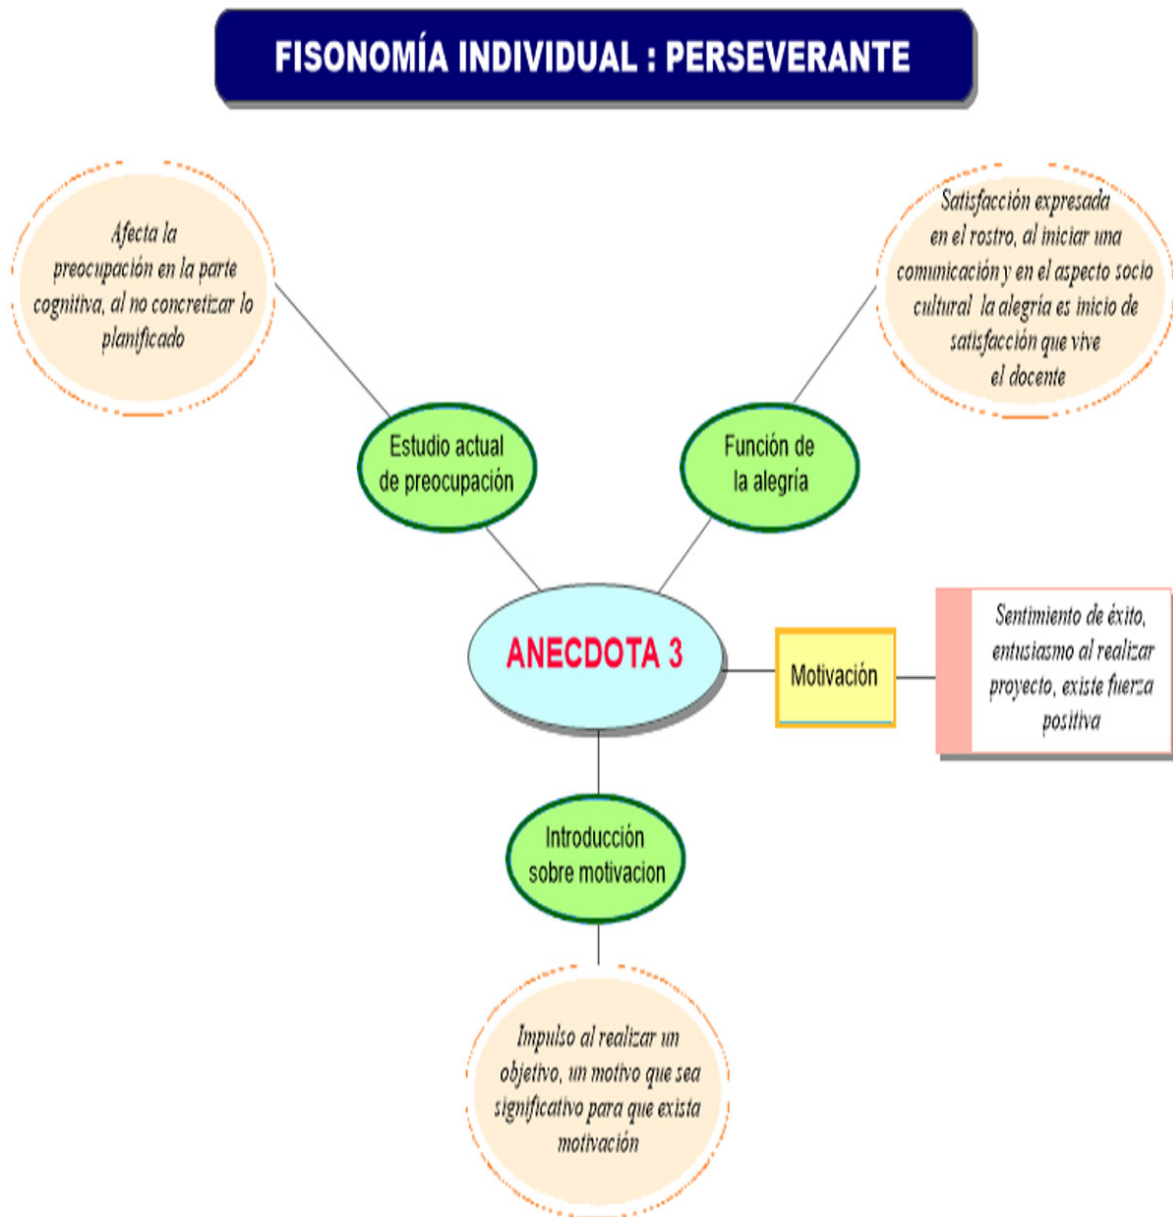 FISONOMÍA INDIVIDUAL : PERSEVERANTE
Afecta la
preocupación en la parte
cognitiva, al no concretizar lo
planificado
Satisfacción expresada
en el rostro, al iniciar una
comunicación y en el aspecto socio
cultural la alegría es inicio de
satisfacción que vive
el docente
Estudio actual
de preocupación
Función de
la alegría
ANECDOTA 3
Motivación
Sentimiento de éxito,
entusiasmo al realizar
proyecto, existe fuerza
positiva
Introducción
sobre motivacion
Impulso al realizar un
objetivo, un motivo que sea
significativo para que exista
motivación